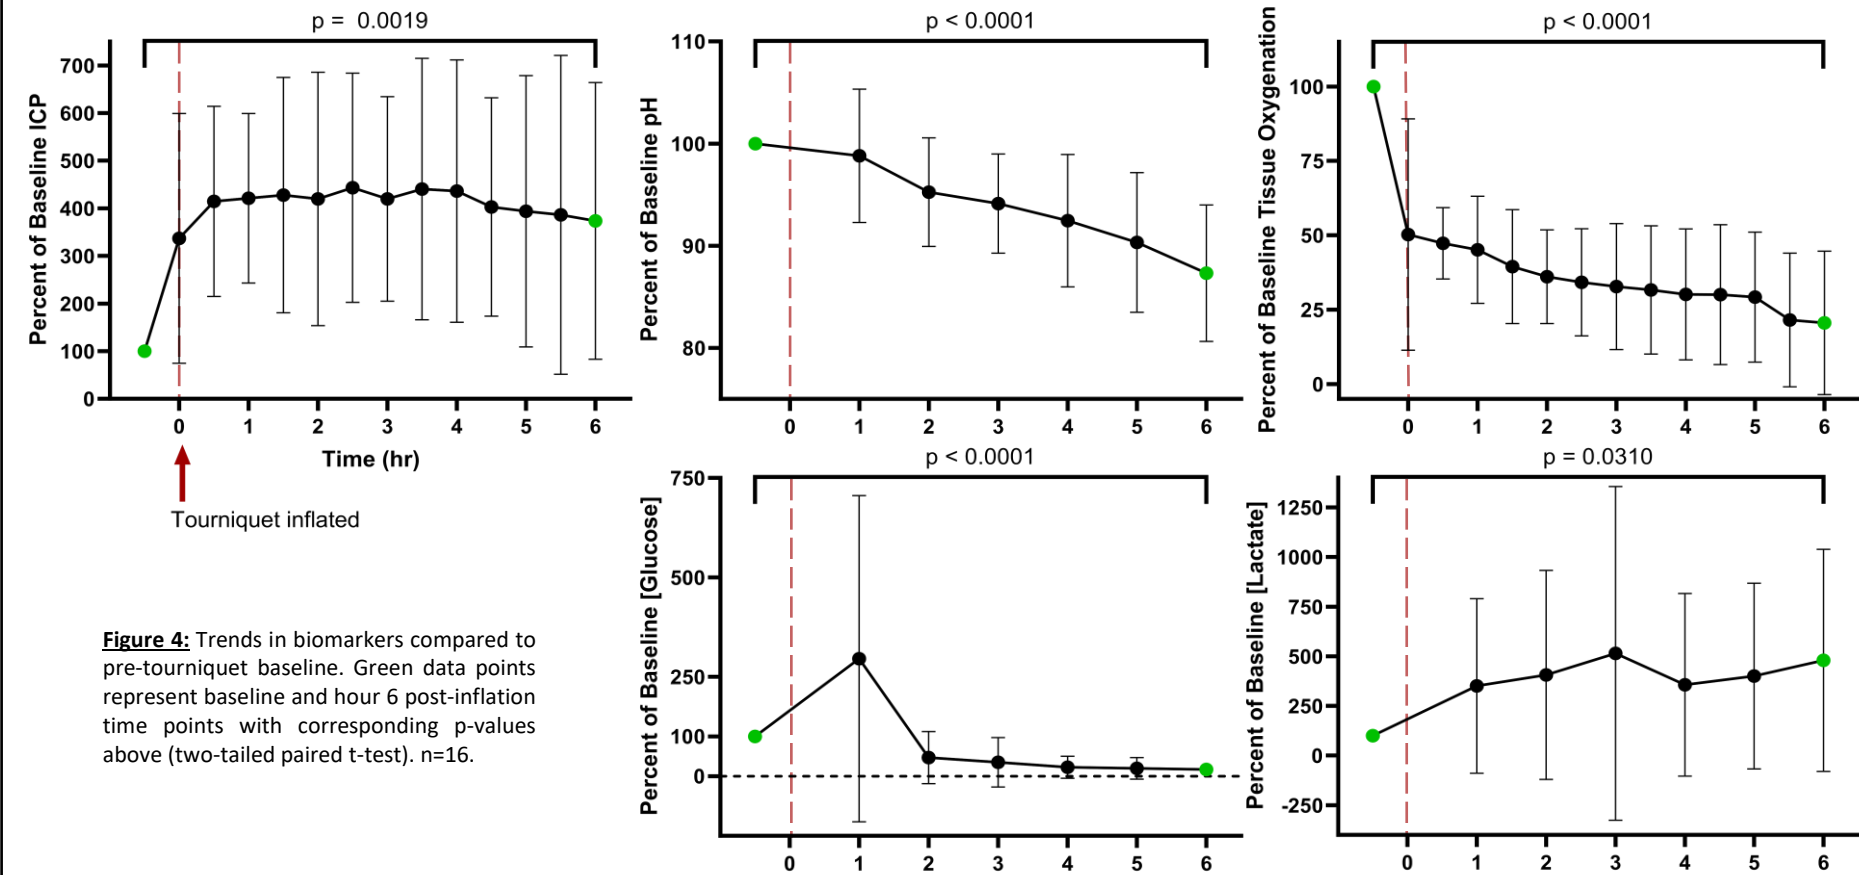 p = 0.0019
Percent of Baseline ICP
700
600
500
400
300
200
100
0
0 1 2 3 4 5 6
Time (hr)
Tourniquet inflated
p < 0.0001
Percent of Baseline pH
110
100
90
80
0 1 2 3 4 5 6
p < 0.0001
Percent of Baseline Tissue Oxygenation
100
75
50
25
0
0 1 2 3 4 5 6
p < 0.0001
Percent of Baseline [Glucose]
750
500
250
100
0
0 1 2 3 4 5 6
p = 0.0310
Percent of Baseline [Lactate]
1250
1000
750
500
250
0
-250
0 1 2 3 4 5 6
Figure 4: Trends in biomarkers compared to
pre-tourniquet baseline. Green data points
represent baseline and hour 6 post-inflation
time points with corresponding p-values
above (two-tailed paired t-test). n=16.